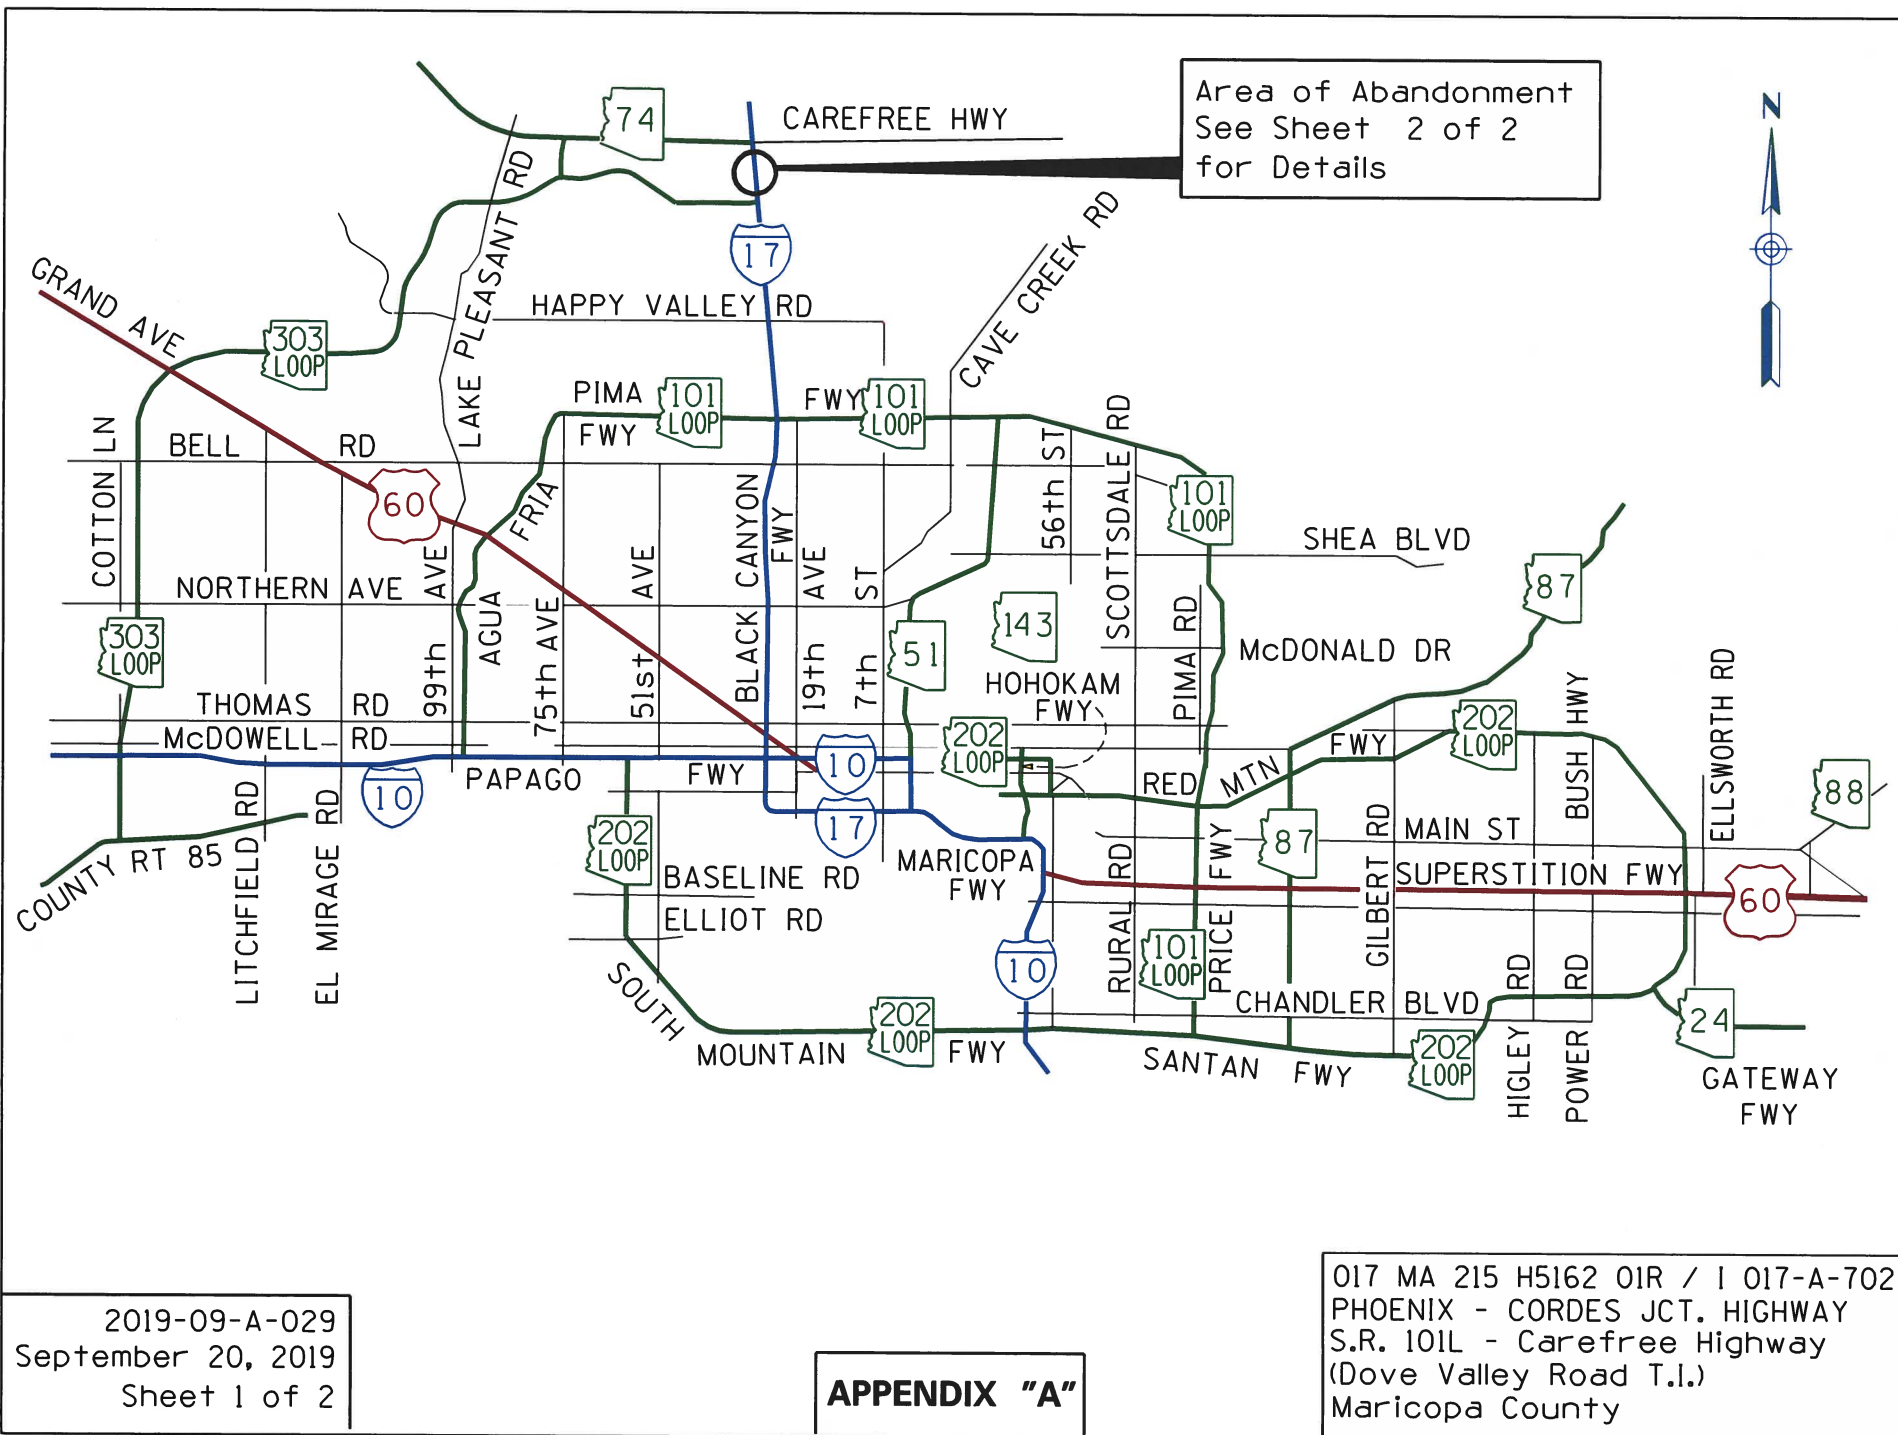 74
CAREFREE HWY
Area of Abandonment
See Sheet 2 of 2
for Details
N
LAKE PLEASANT RD
17
CAVE CREEK RD
GRAND AVE
HAPPY VALLEY RD
303
LOOP
PIMA
FWY
101
LOOP
FWY
101
LOOP
COTTON LN
BELL RD
60
AGUA FRIA
BLACK CANYON
FWY
56th ST
SCOTTSDALE RD
101
LOOP
SHEA BLVD
NORTHERN AVE
99th AVE
75th AVE
51st AVE
19th AVE
7th ST
87
303
LOOP
51
143
PIMA RD
McDONALD DR
HOHOKAM
FWY
THOMAS RD
McDOWELL RD
202
LOOP
202
LOOP
BUSH HWY
ELLSWORTH RD
PAPAGO FWY
10
10
RED MTN FWY
88
LITCHFIELD RD
EL MIRAGE RD
COUNTY RT 85
202
LOOP
17
MARICOPA
FWY
87
GILBERT RD
MAIN ST
SUPERSTITION FWY
60
BASELINE RD
ELLIOT RD
RURAL RD
PRICE FWY
10
101
LOOP
SOUTH
MOUNTAIN
202
LOOP
FWY
CHANDLER BLVD
SANTAN FWY
202
LOOP
HIGLEY RD
POWER RD
24
GATEWAY
FWY
2019-09-A-029
September 20, 2019
Sheet 1 of 2
APPENDIX "A"
017 MA 215 H5162 01R / I 017-A-702
PHOENIX - CORDES JCT. HIGHWAY
S.R. 101L - Carefree Highway
(Dove Valley Road T.I.)
Maricopa County